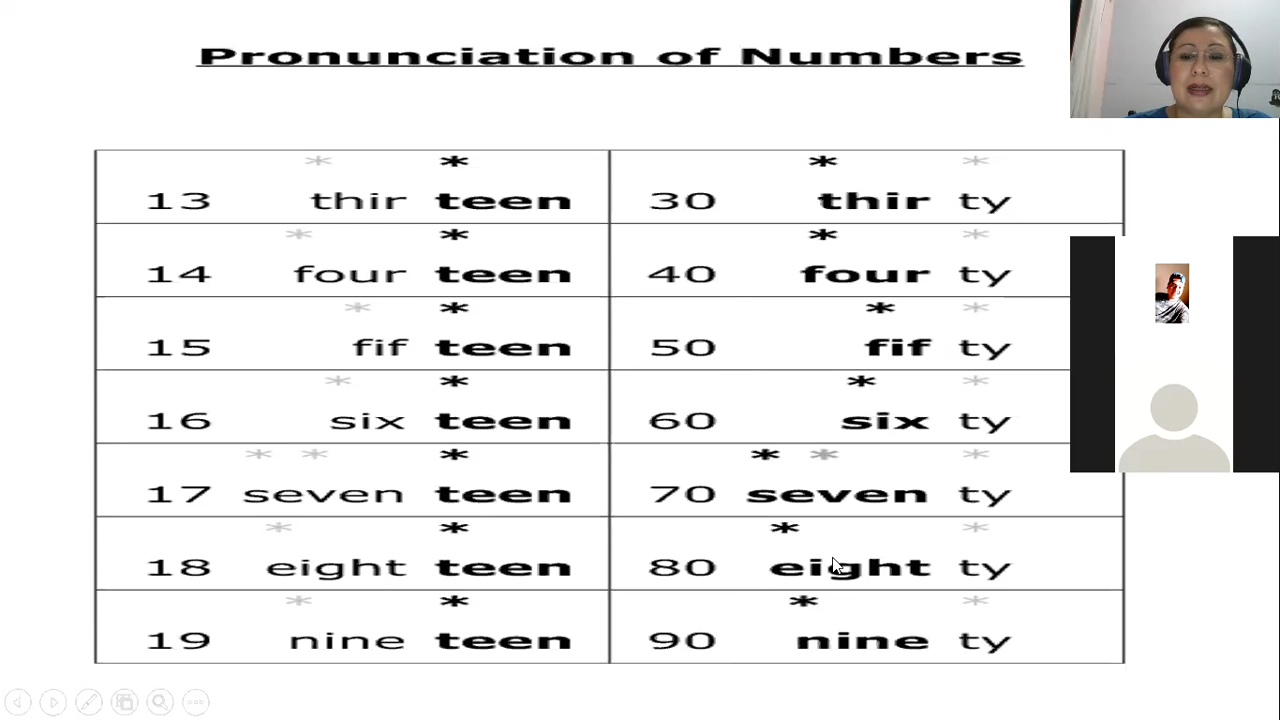 Pronunciation of Numbers
* * * *
13 thir teen 30 thir ty
* * * *
14 four teen 40 four ty
* * * *
15 fif teen 50 fif ty
* * * *
16 six teen 60 six ty
* * * * * *
17 seven teen 70 seven ty
* * * *
18 eight teen 80 eight ty
* * * *
19 nine teen 90 nine ty